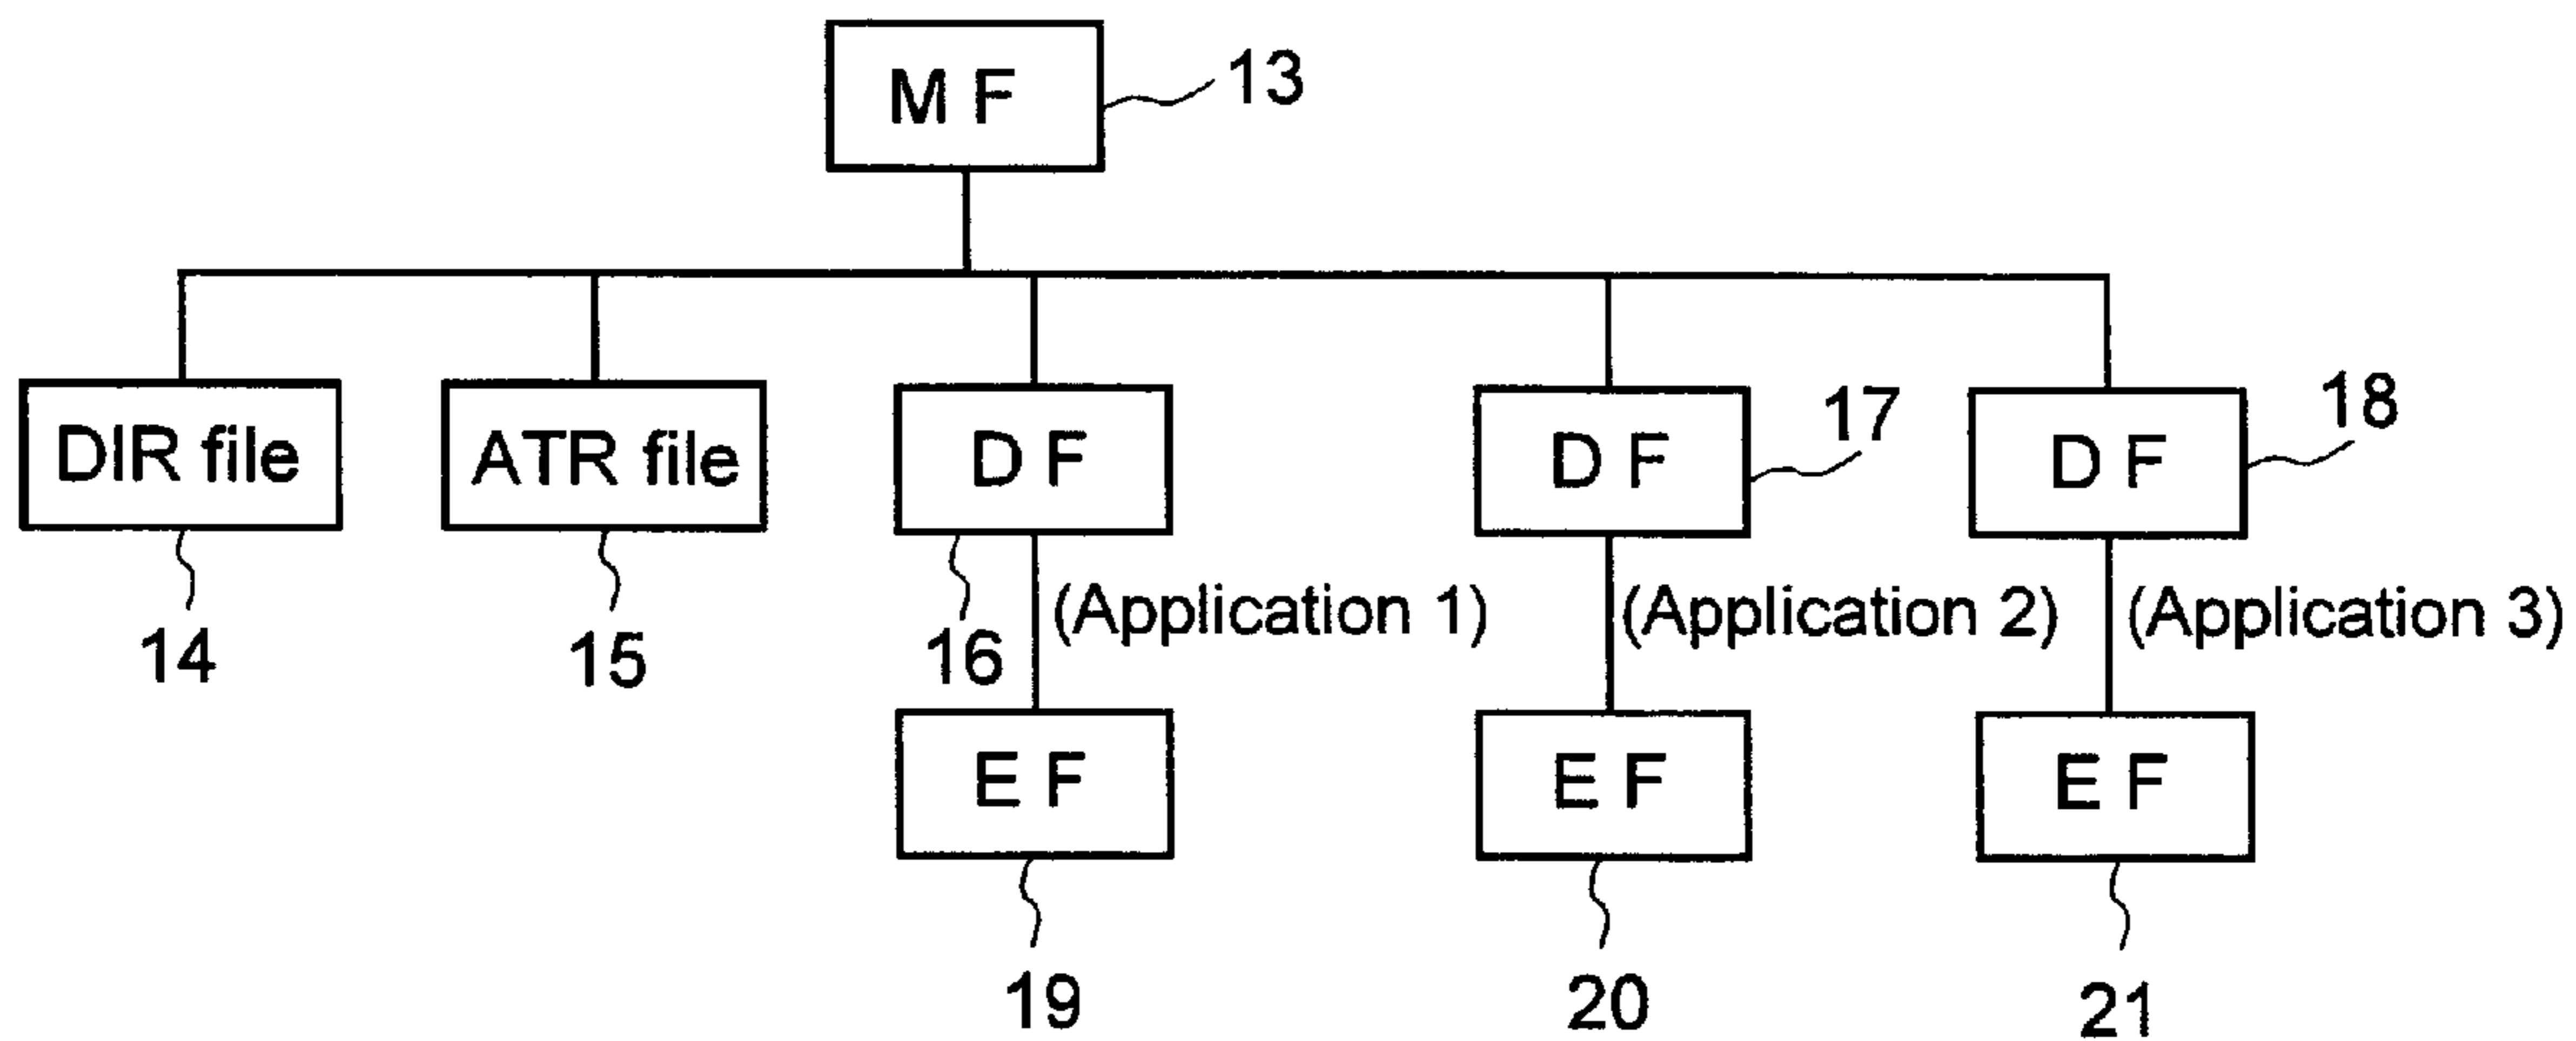 M F
13
DIR file
ATR file
D F
D F
17
D F
18
14
15
16
(Application 1)
(Application 2)
(Application 3)
E F
E F
E F
19
20
21